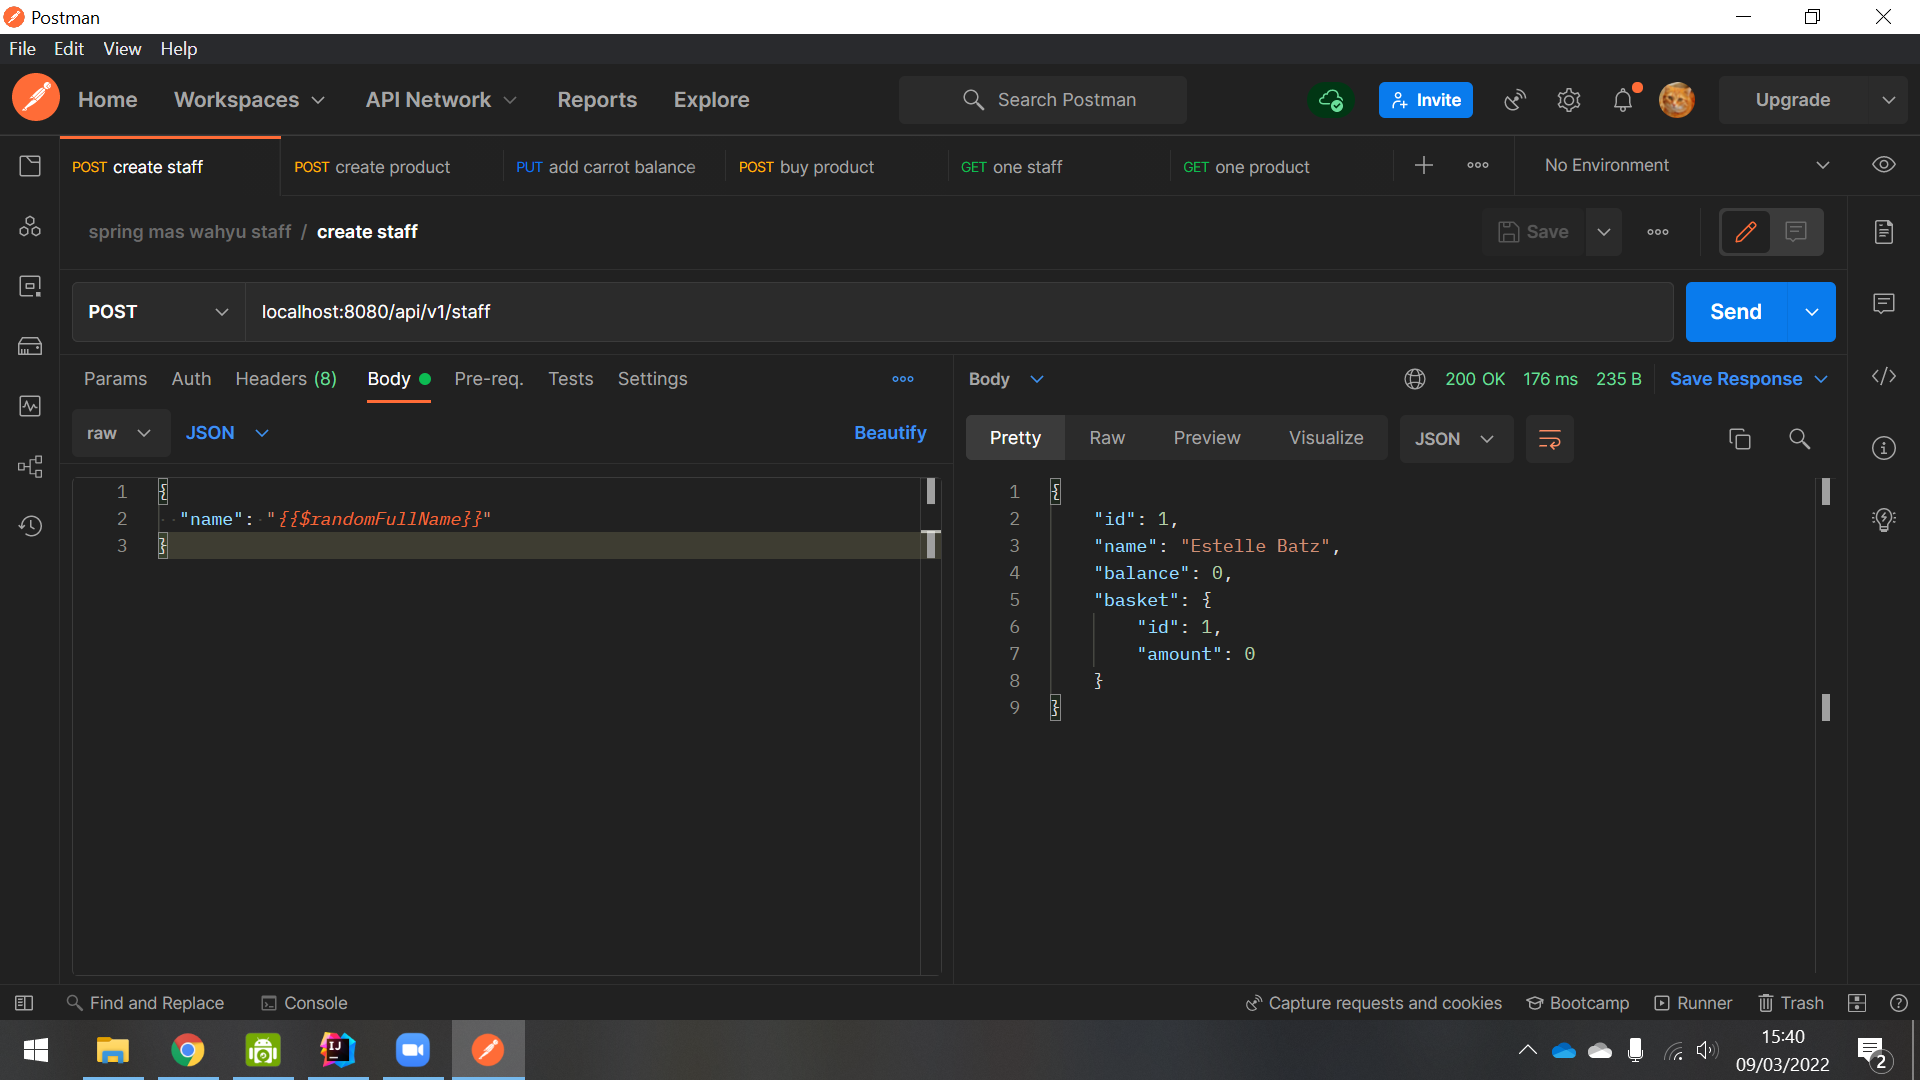 Postman
File Edit View Help
Home Workspaces API Network Reports Explore Search Postman Invite Upgrade
POST create staff POST create product PUT add carrot balance POST buy product GET one staff GET one product No Environment
spring mas wahyu staff / create staff Save
POST localhost:8080/api/v1/staff Send
Params Auth Headers (8) Body Pre-req. Tests Settings Body 200 OK 176 ms 235 B Save Response
raw JSON Beautify Pretty Raw Preview Visualize JSON
1 {
2 "name": "{{$randomFullName}}"
3 }
1 {
2 "id": 1,
3 "name": "Estelle Batz",
4 "balance": 0,
5 "basket": {
6 "id": 1,
7 "amount": 0
8 }
9 }
Find and Replace Console Capture requests and cookies Bootcamp Runner Trash
IJ
15:40
09/03/2022
2